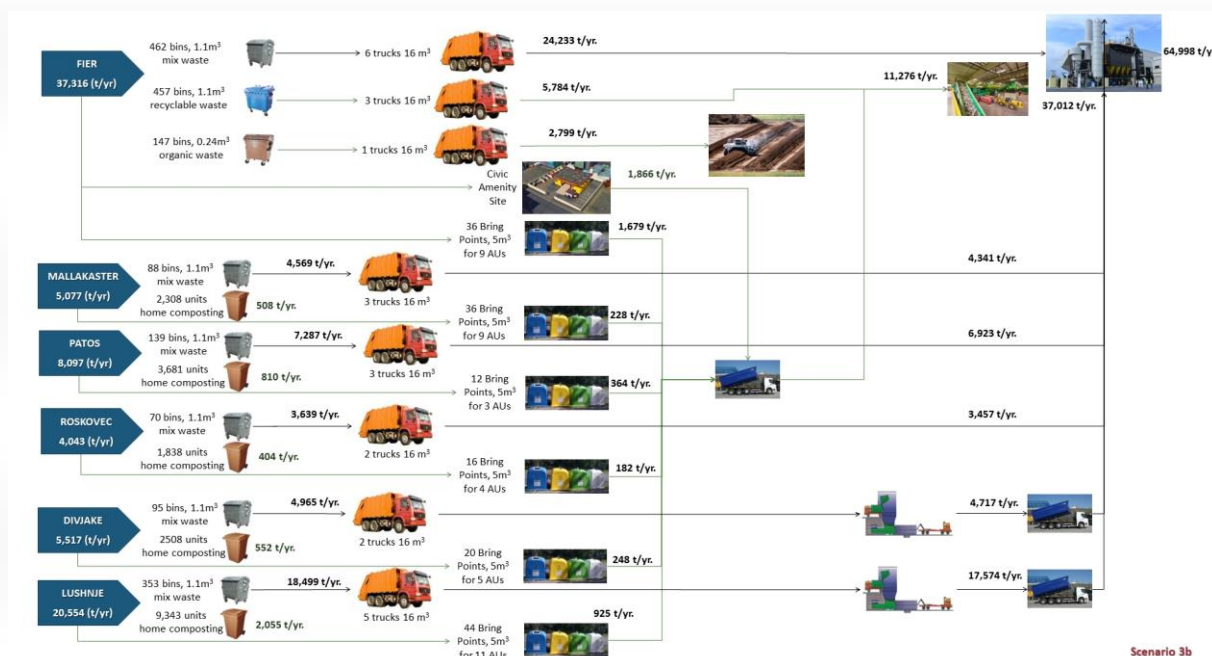 462 bins, 1.1m³
mix waste
6 trucks 16 m³
24,233 t/yr.
64,998 t/y
FIER
37,316 (t/yr)
457 bins, 1.1m³
recyclable waste
3 trucks 16 m³
5,784 t/yr.
11,276 t/yr.
37,012 t/yr.
147 bins, 0.24m³
organic waste
1 trucks 16 m³
2,799 t/yr.
Civic
Amenity
Site
1,866 t/yr.
36 Bring
Points, 5m³
for 9 AUs
1,679 t/yr.
MALLAKASTER
5,077 (t/yr)
88 bins, 1.1m³
mix waste
4,569 t/yr.
3 trucks 16 m³
4,341 t/yr.
2,308 units
home composting
508 t/yr.
36 Bring
Points, 5m³
for 9 AUs
228 t/yr.
PATOS
8,097 (t/yr)
139 bins, 1.1m³
mix waste
7,287 t/yr.
3 trucks 16 m³
6,923 t/yr.
3,681 units
home composting
810 t/yr.
12 Bring
Points, 5m³
for 3 AUs
364 t/yr.
ROSKOVEC
4,043 (t/yr)
70 bins, 1.1m³
mix waste
3,639 t/yr.
2 trucks 16 m³
3,457 t/yr.
1,838 units
home composting
404 t/yr.
16 Bring
Points, 5m³
for 4 AUs
182 t/yr.
DIVJAKE
5,517 (t/yr)
95 bins, 1.1m³
mix waste
4,965 t/yr.
2 trucks 16 m³
4,717 t/yr.
2508 units
home composting
552 t/yr.
20 Bring
Points, 5m³
for 5 AUs
248 t/yr.
LUSHNJE
20,554 (t/yr)
353 bins, 1.1m³
mix waste
18,499 t/yr.
5 trucks 16 m³
17,574 t/yr.
9,343 units
home composting
2,055 t/yr.
44 Bring
Points, 5m³
for 11 AUs
925 t/yr.
Scenario 3b